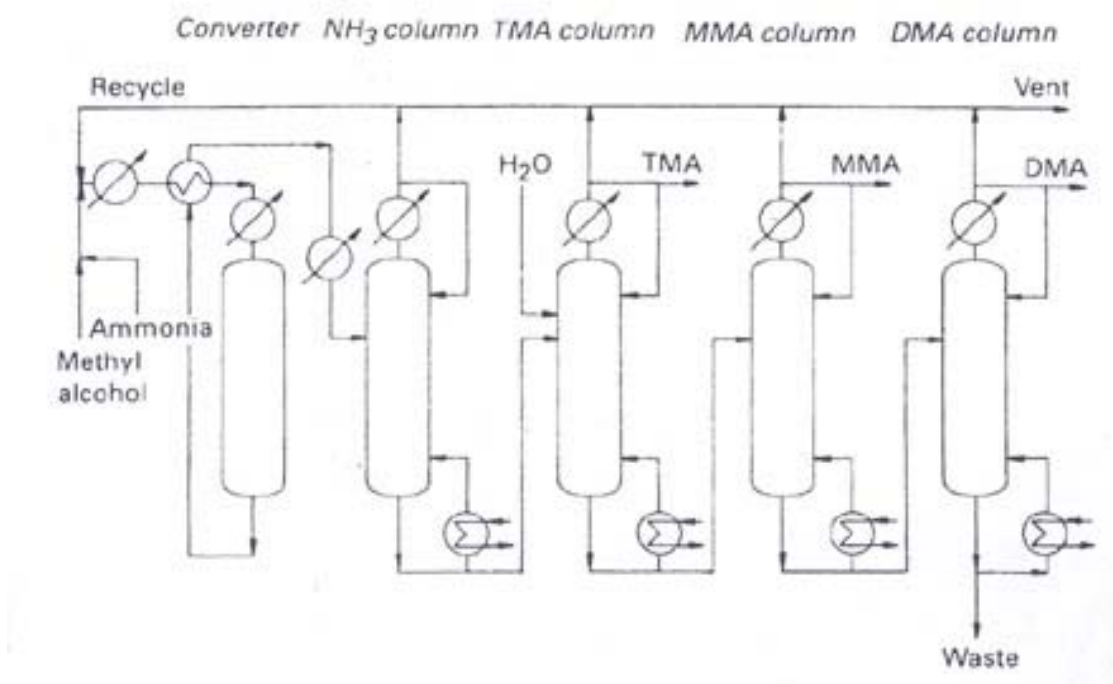 Converter NH3 column TMA column MMA column DMA column
Recycle
Vent
H2O
TMA
MMA
DMA
Ammonia
Methyl
alcohol
Waste